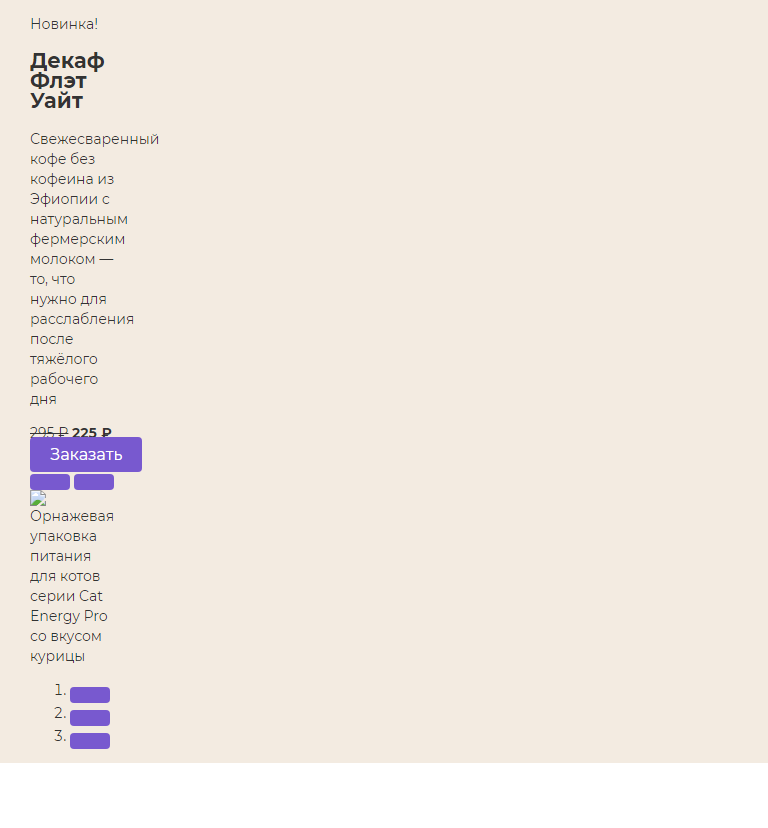 Новинка!
Декаф
Флэт
Уайт
Свежесваренный
кофе без
кофеина из
Эфиопии с
натуральным
фермерским
молоком —
то, что
нужно для
расслабления
после
тяжёлого
рабочего
дня
295 ₽ 225 ₽
Заказать
Орнажевая
упаковка
питания
для котов
серии Cat
Energy Pro
со вкусом
курицы
1.
2.
3.